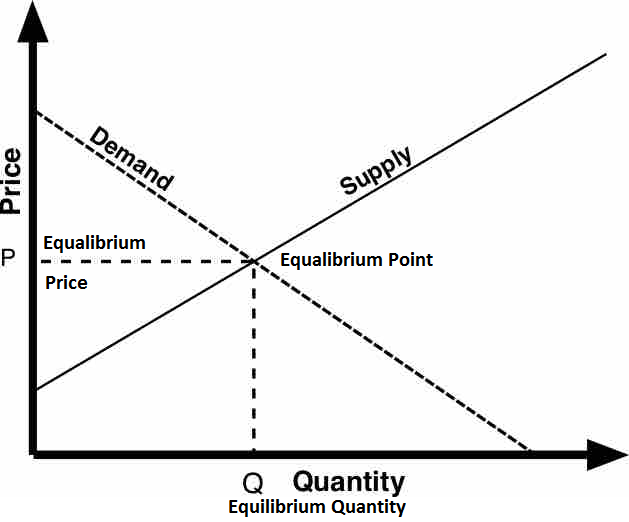 Demand
Supply
Price
Equalibrium
P
Equalibrium Point
Price
Q
Quantity
Equilibrium Quantity